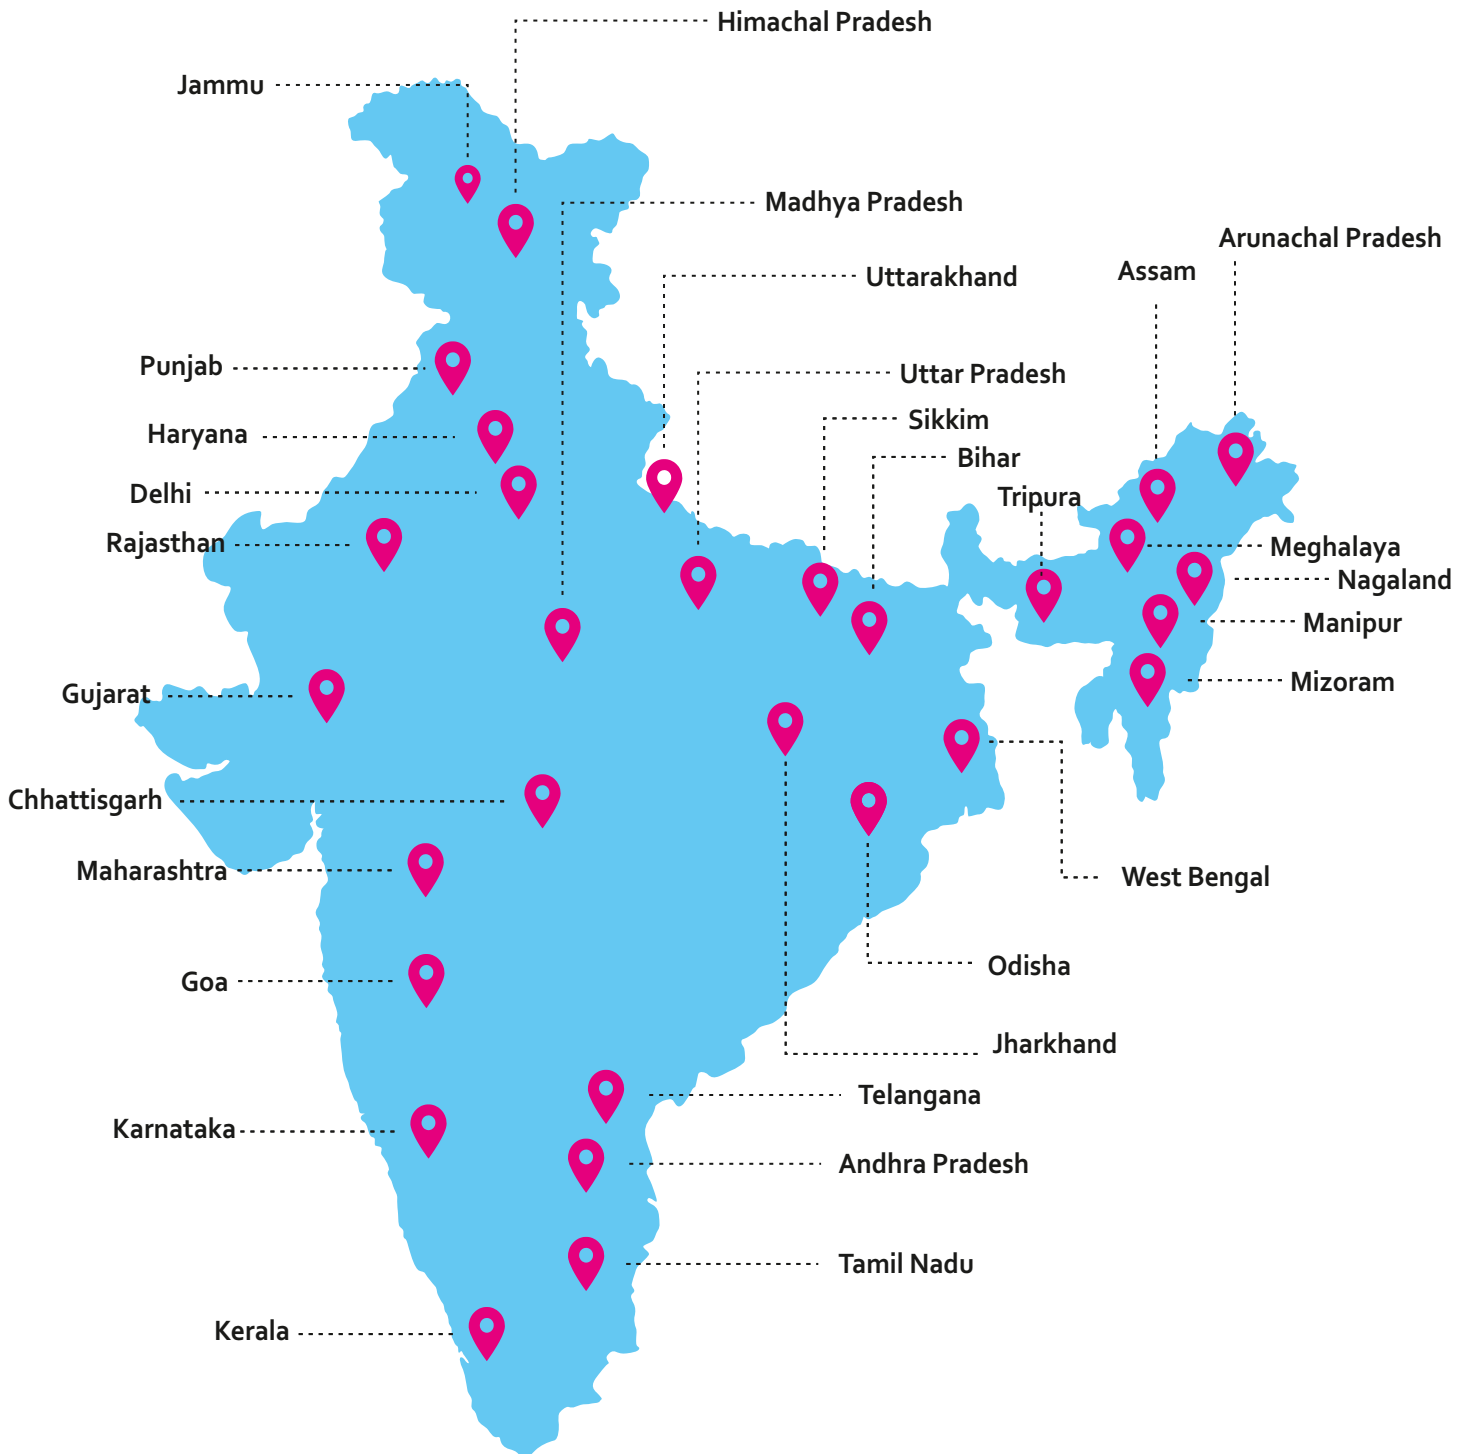 Himachal Pradesh
Jammu
Madhya Pradesh
Arunachal Pradesh
Assam
Uttarakhand
Punjab
Uttar Pradesh
Sikkim
Haryana
Bihar
Delhi
Tripura
Rajasthan
Meghalaya
Nagaland
Manipur
Mizoram
Gujarat
Chhattisgarh
Maharashtra
West Bengal
Odisha
Goa
Jharkhand
Telangana
Karnataka
Andhra Pradesh
Tamil Nadu
Kerala